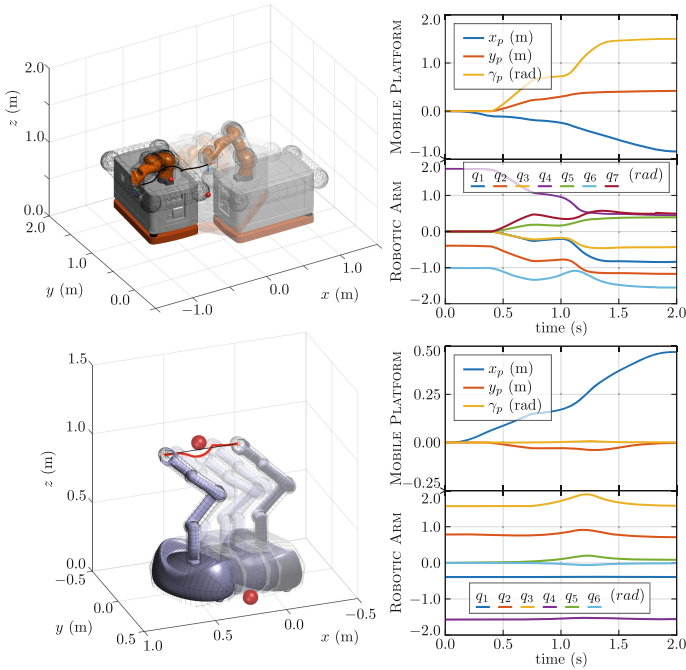 2.0
1.0
0.0
z (m)
2.0
1.0
0.0
y (m)
−1.0
0.0
1.0
x (m)
2.0
1.0
0.0
−1.0
MOBILE PLATFORM
x_p (m)
y_p (m)
γ_p (rad)
2.0
1.0
0.0
−1.0
−2.0
ROBOTIC ARM
q_1 q_2 q_3 q_4 q_5 q_6 q_7 (rad)
0.0 0.5 1.0 1.5 2.0
time (s)
1.5
1.0
0.5
0.0
z (m)
−0.5
0.0
0.5
y (m)
1.0
0.5
0.0
−0.5
x (m)
0.50
0.25
0.00
−0.25
MOBILE PLATFORM
x_p (m)
y_p (m)
γ_p (rad)
2.0
1.0
0.0
−1.0
−2.0
ROBOTIC ARM
q_1 q_2 q_3 q_4 q_5 q_6 (rad)
0.0 0.5 1.0 1.5 2.0
time (s)